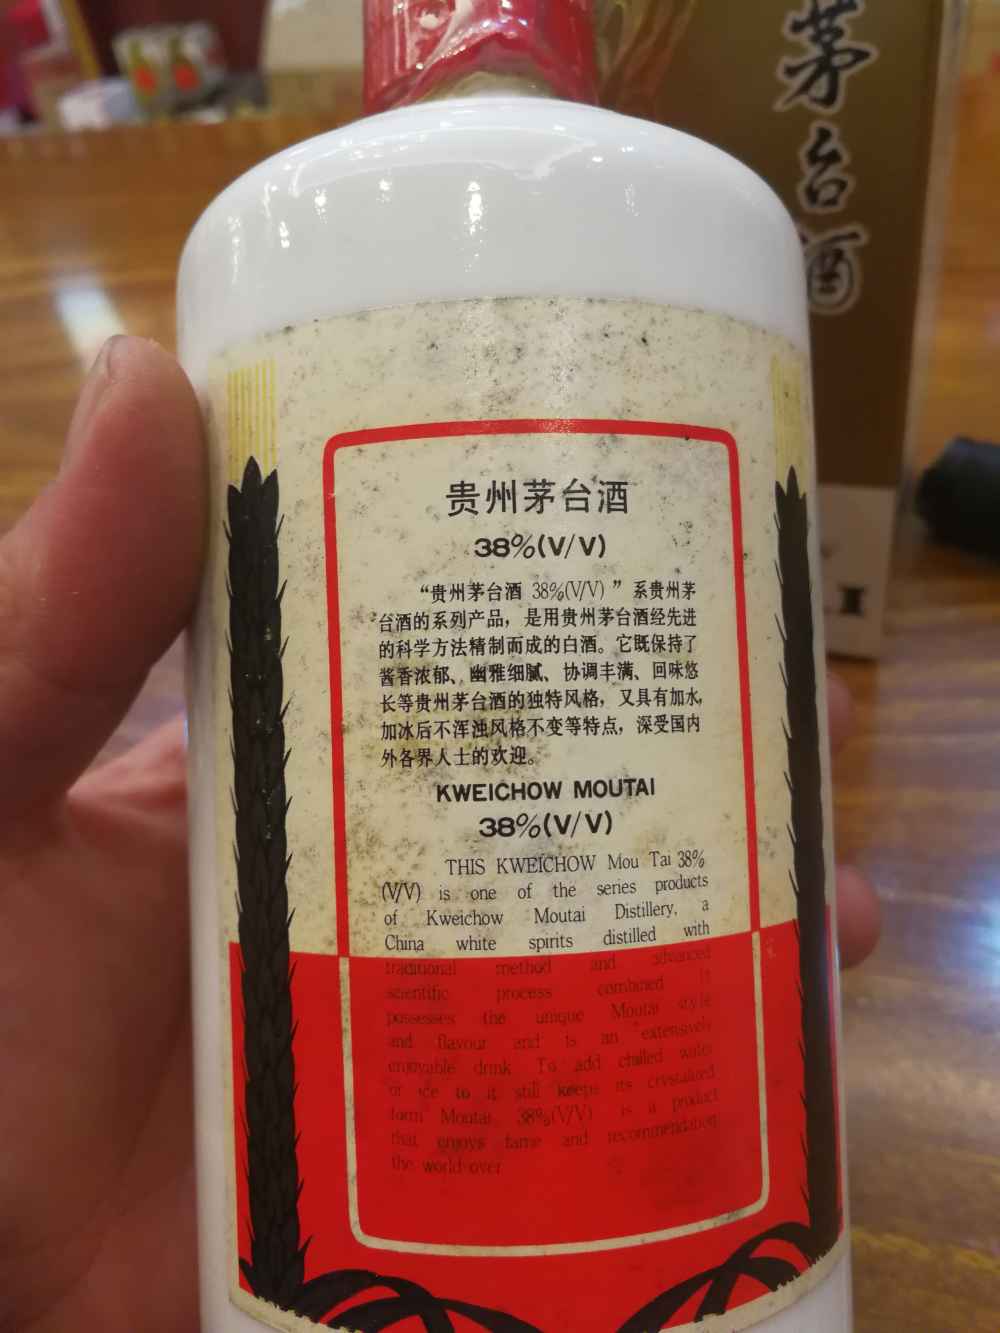 茅台酒
贵州茅台酒
38%(V/V)
“贵州茅台酒 38%(V/V)”系贵州茅
台酒的系列产品，是用贵州茅台酒经先进
的科学方法精制而成的白酒。它既保持了
酱香浓郁、幽雅细腻、协调丰满、回味悠
长等贵州茅台酒的独特风格，又具有加水,
加冰后不浑浊风格不变等特点，深受国内
外各界人士的欢迎。
KWEICHOW MOUTAI
38%(V/V)
THIS KWEICHOW Mou Tai 38%
(V/V) is one of the series products
of Kweichow Moutai Distillery, a
China white spirits distilled with
traditional method and advanced
scientific process combined It
possesses the unique Moutai style
and flavour and is an extensively
enjoyable drink To add chilled water
or ice to it still keeps its crystalized
form Moutai 38%(V/V) is a product
that enjoys fame and recommendation
the world over